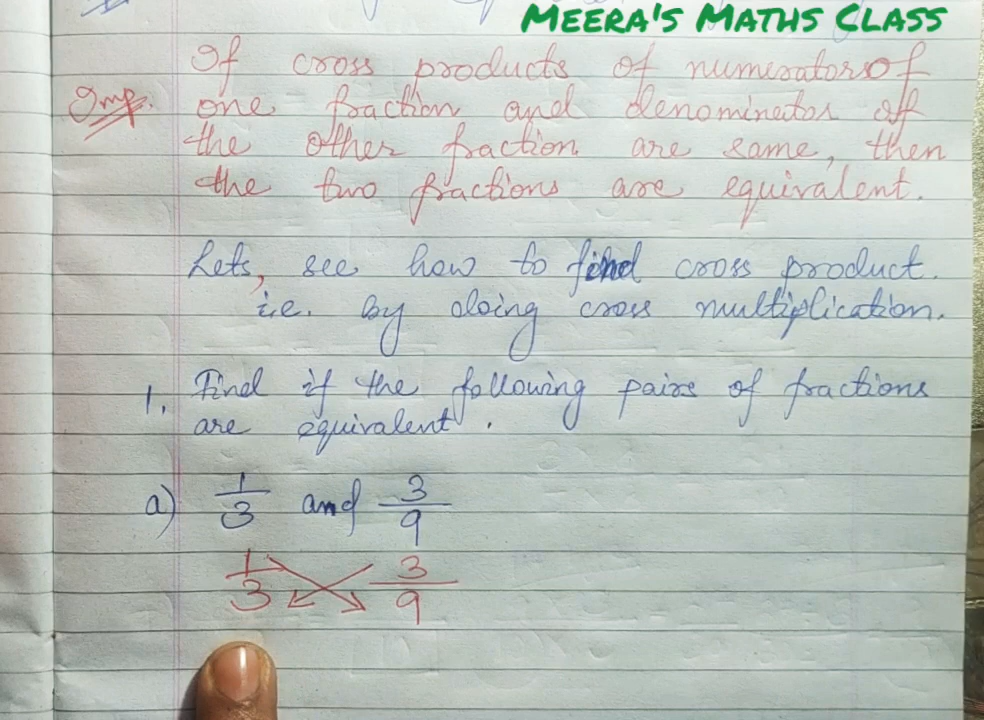 MEERA'S MATHS CLASS
If cross products of numerators of
Imp. one fraction and denominator of
the other fraction are same, then
the two fractions are equivalent.
Lets, see how to find cross product.
i.e. by doing cross multiplication.
1. Find if the following pairs of fractions
are equivalent.
a) 1/3 and 3/9
1/3 3/9